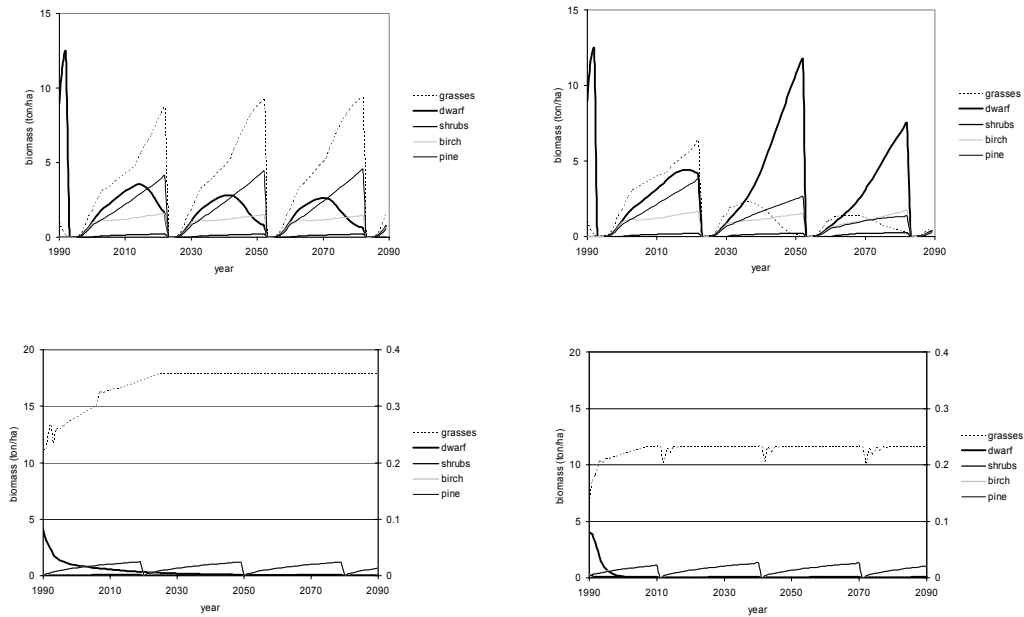 15
10
5
0
biomass (ton/ha)
1990 2010 2030 2050 2070 2090
year
grasses
dwarf
shrubs
birch
pine
15
10
5
0
biomass (ton/ha)
1990 2010 2030 2050 2070 2090
year
grasses
dwarf
shrubs
birch
pine
20
15
10
5
0
biomass (ton/ha)
0.4
0.3
0.2
0.1
0
1990 2010 2030 2050 2070 2090
year
grasses
dwarf
shrubs
birch
pine
20
15
10
5
0
biomass (ton/ha)
0.4
0.3
0.2
0.1
0
1990 2010 2030 2050 2070 2090
year
grasses
dwarf
shrubs
birch
pine